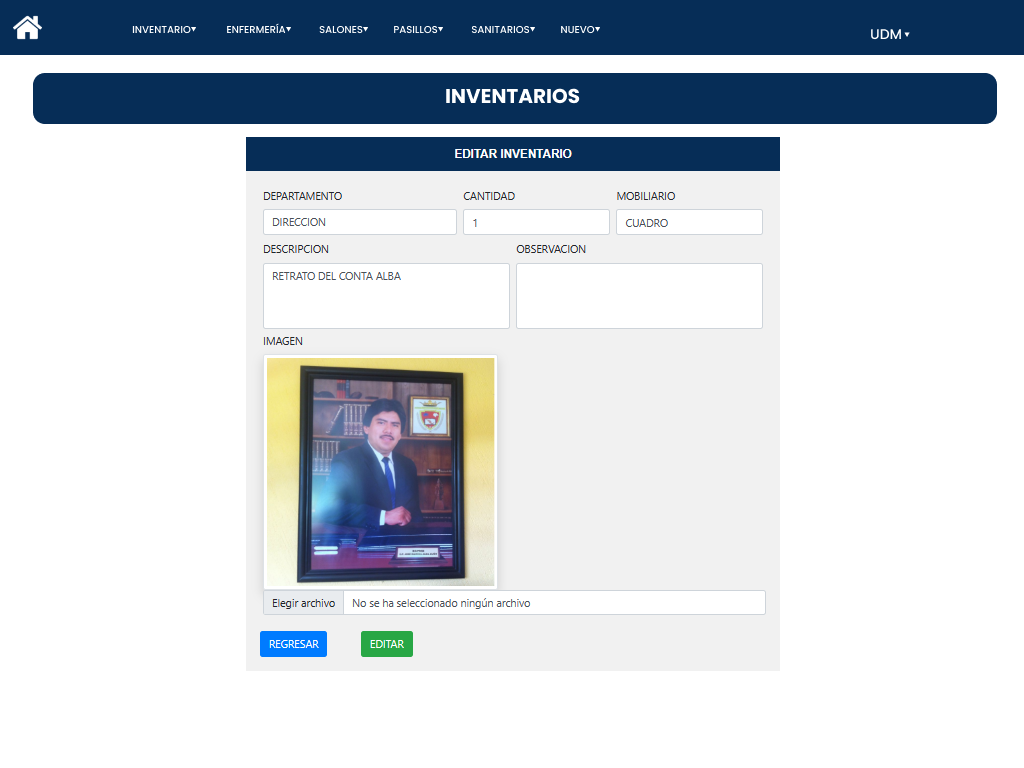 INVENTARIO▾ ENFERMERÍA▾ SALONES▾ PASILLOS▾ SANITARIOS▾ NUEVO▾ UDM ▾
INVENTARIOS
EDITAR INVENTARIO
DEPARTAMENTO CANTIDAD MOBILIARIO
DIRECCION 1 CUADRO
DESCRIPCION OBSERVACION
RETRATO DEL CONTA ALBA
IMAGEN
Elegir archivo No se ha seleccionado ningún archivo
REGRESAR EDITAR